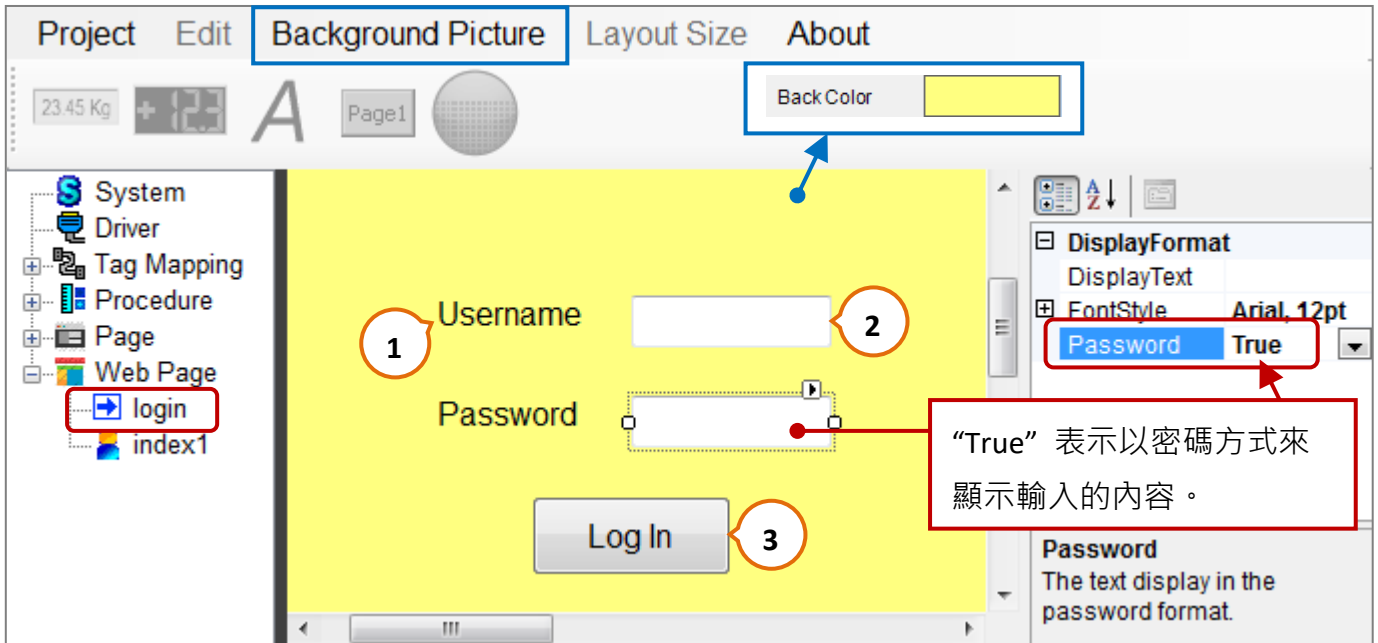 Project Edit Background Picture Layout Size About
23.45 Kg + 12.3 A Page1
BackColor
System
Driver
Tag Mapping
Procedure
Page
Web Page
login
index1
Username
1
2
Password
Log In
3
A
Z
DisplayFormat
DisplayText
FontStyle Arial, 12pt
Password True
“True” 表示以密碼方式來
顯示輸入的內容。
Password
The text display in the
password format.